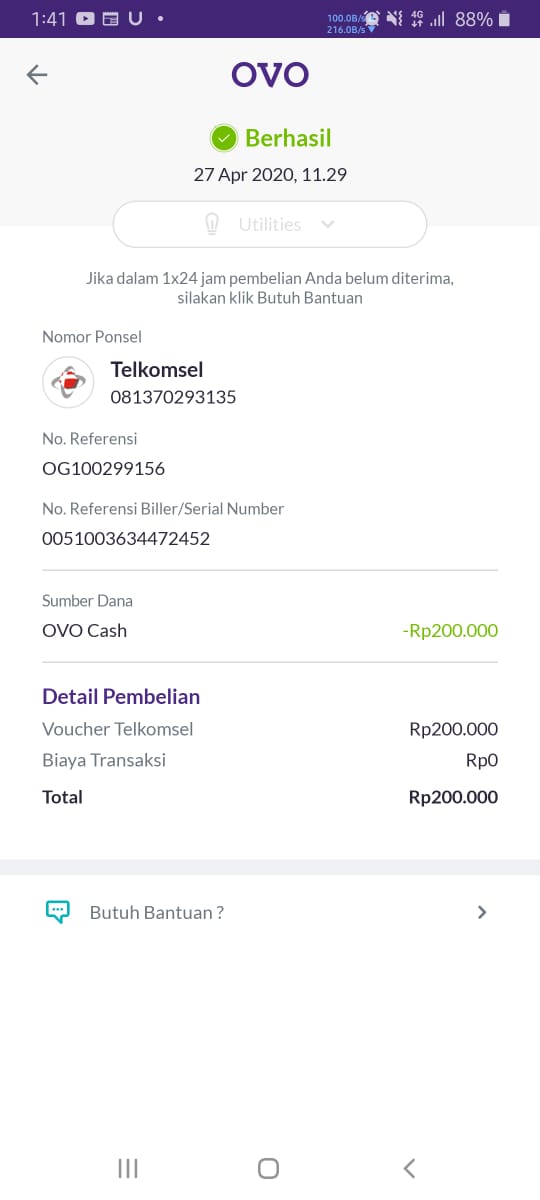 1:41
100.0B/s
216.0B/s
4G
88%
OVO
Berhasil
27 Apr 2020, 11.29
Utilities
Jika dalam 1x24 jam pembelian Anda belum diterima,
silakan klik Butuh Bantuan
Nomor Ponsel
Telkomsel
081370293135
No. Referensi
OG100299156
No. Referensi Biller/Serial Number
0051003634472452
Sumber Dana
OVO Cash -Rp200.000
Detail Pembelian
Voucher Telkomsel Rp200.000
Biaya Transaksi Rp0
Total Rp200.000
Butuh Bantuan ?